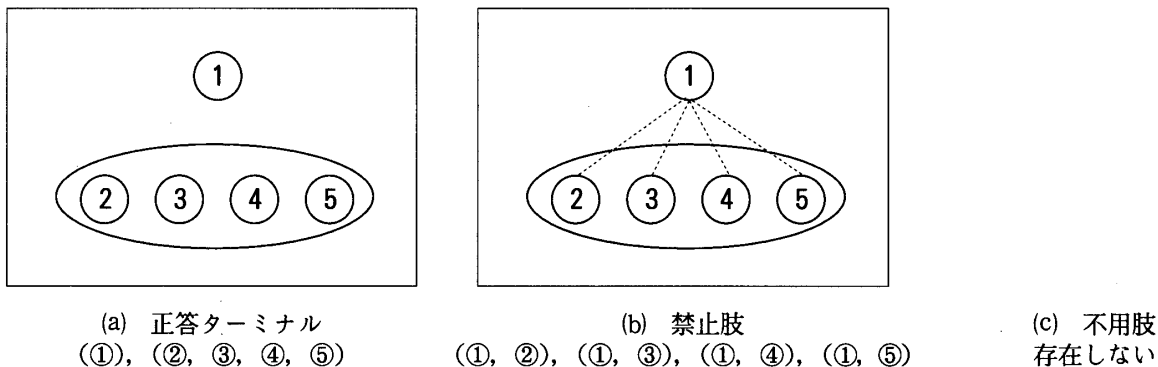 1
2 3 4 5
1
2 3 4 5
(a) 正答ターミナル
(①), (②, ③, ④, ⑤)
(b) 禁止肢
(①, ②), (①, ③), (①, ④), (①, ⑤)
(c) 不用肢
存在しない